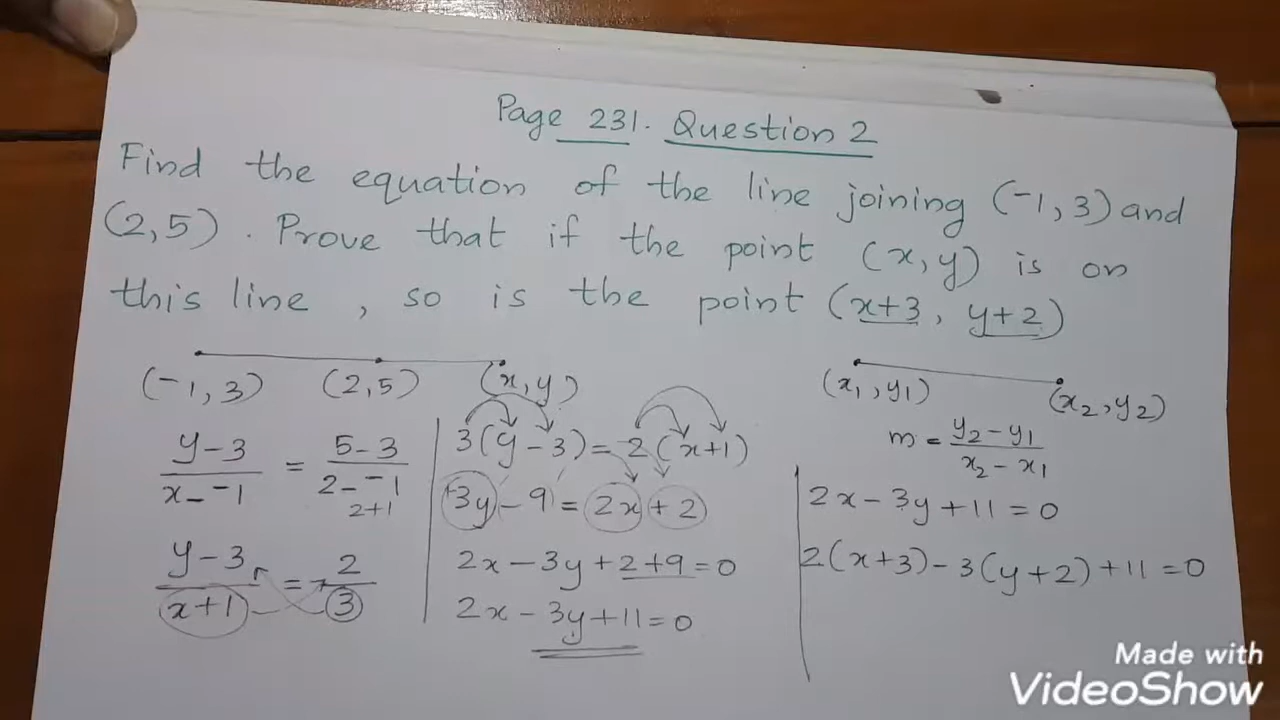 Page 231. Question 2
Find the equation of the line joining (-1, 3) and
(2, 5). Prove that if the point (x, y) is on
this line, so is the point (x+3, y+2)
(-1, 3) (2, 5) (x, y)
y-3 / x--1 = 5-3 / 2--1
2+1
y-3 / x+1 = 2 / 3
3(y-3) = 2(x+1)
+3y - 9 = 2x + 2
2x - 3y + 2 + 9 = 0
2x - 3y + 11 = 0
(x₁, y₁) (x₂, y₂)
m = y₂ - y₁ / x₂ - x₁
2x - 3y + 11 = 0
2(x+3) - 3(y+2) + 11 = 0
Made with
VideoShow